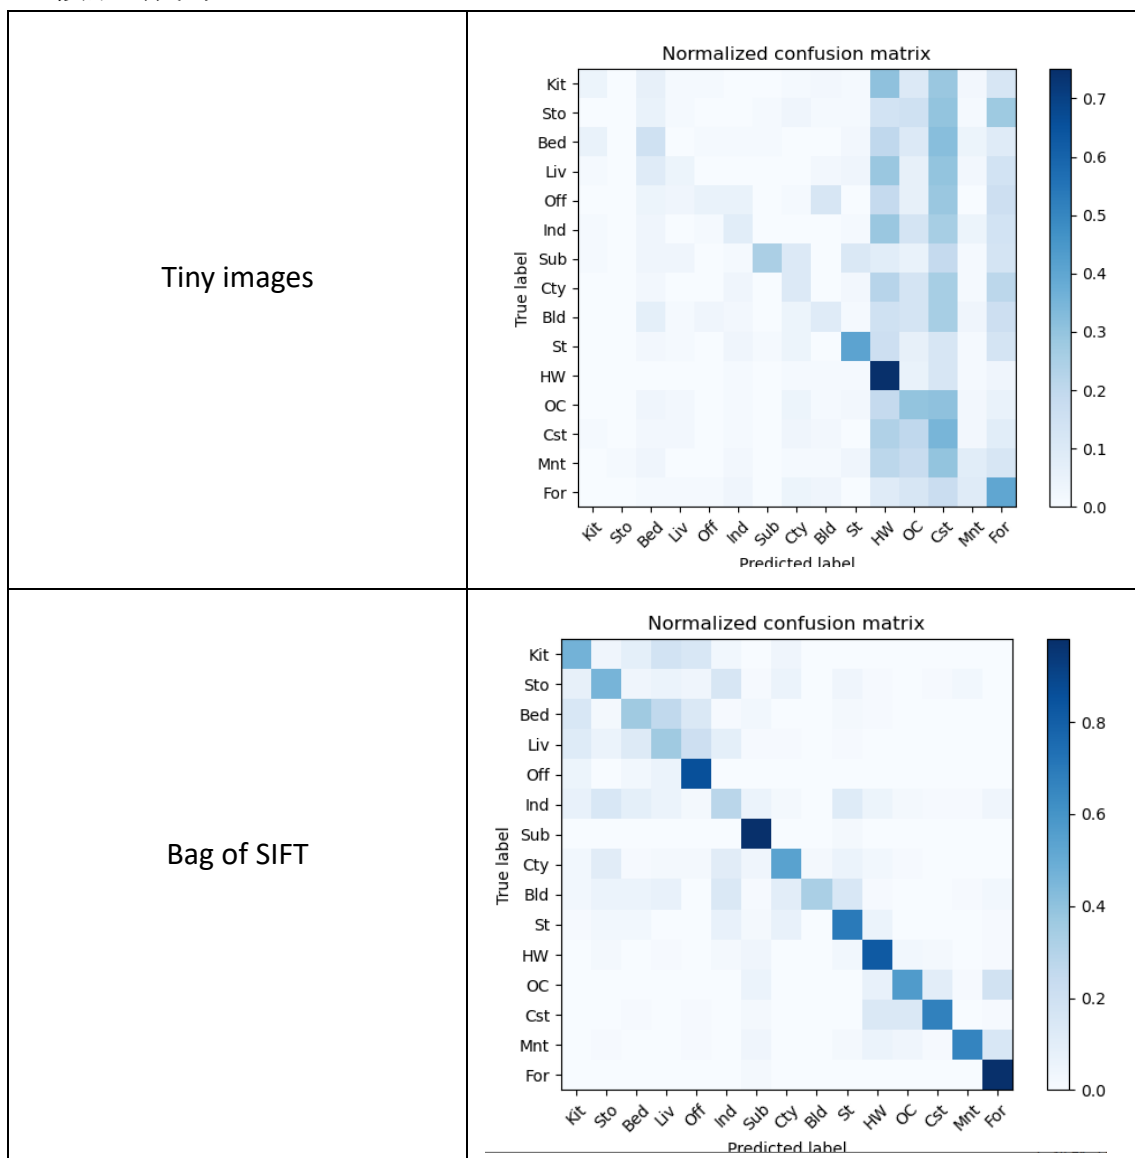 Tiny images
Normalized confusion matrix
True label
Kit
Sto
Bed
Liv
Off
Ind
Sub
Cty
Bld
St
HW
OC
Cst
Mnt
For
Kit Sto Bed Liv Off Ind Sub Cty Bld St HW OC Cst Mnt For
Predicted label
0.7
0.6
0.5
0.4
0.3
0.2
0.1
0.0
Bag of SIFT
Normalized confusion matrix
True label
Kit
Sto
Bed
Liv
Off
Ind
Sub
Cty
Bld
St
HW
OC
Cst
Mnt
For
Kit Sto Bed Liv Off Ind Sub Cty Bld St HW OC Cst Mnt For
Predicted label
0.8
0.6
0.4
0.2
0.0